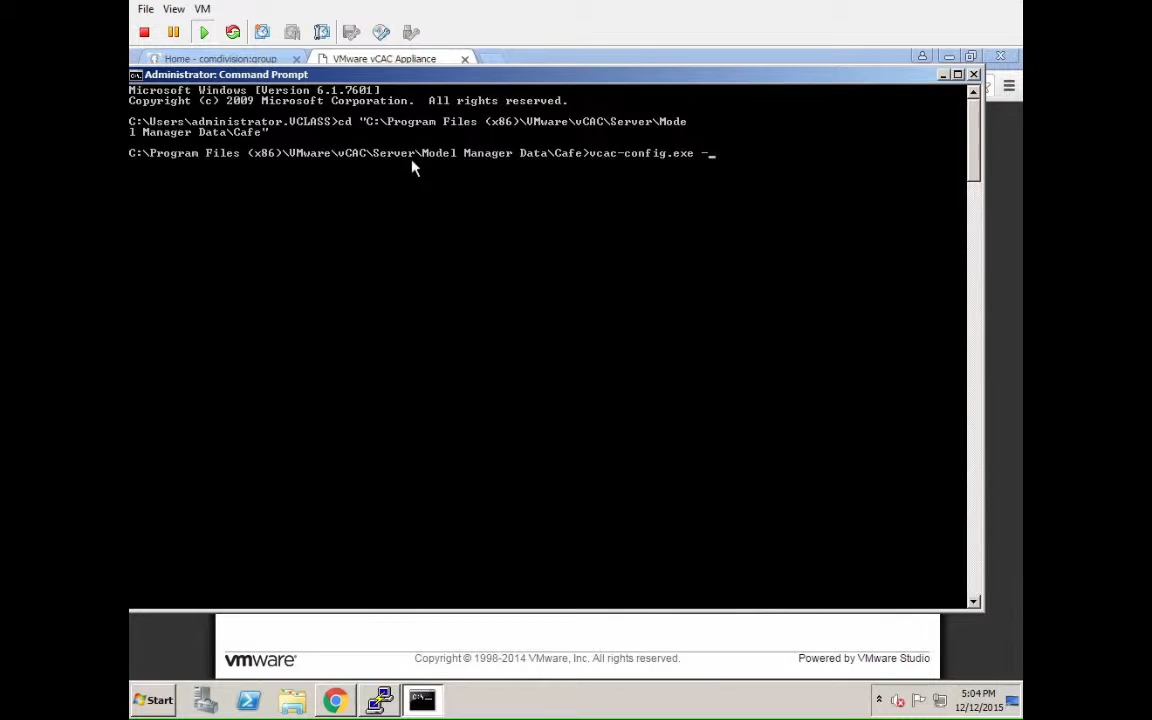 File View VM
Home - comdivision:group
VMware vCAC Appliance
Administrator: Command Prompt
Microsoft Windows [Version 6.1.7601]
Copyright (c) 2009 Microsoft Corporation.  All rights reserved.
C:\Users\administrator.VCLASS>cd "C:\Program Files (x86)\VMware\vCAC\Server\Mode
l Manager Data\Cafe"
C:\Program Files (x86)\VMware\vCAC\Server\Model Manager Data\Cafe>vcac-config.exe -_
vmware®
Copyright © 1998-2014 VMware, Inc. All rights reserved.
Powered by VMware Studio
Start
5:04 PM
12/12/2015